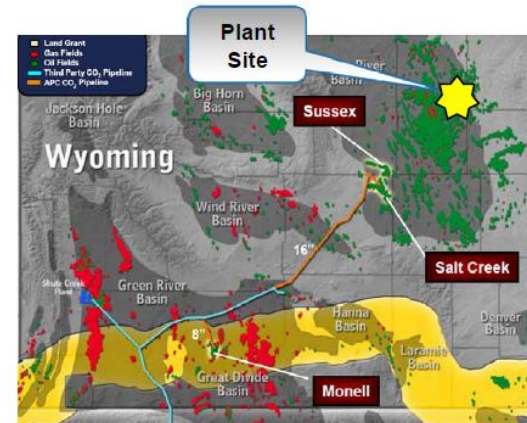 Plant
Site
Land Grant
Gas Fields
Oil Fields
Third Party CO₂ Pipeline
APC CO₂ Pipeline
Jackson Hole
Basin
Big Horn
Basin
River
Basin
Sussex
Wyoming
Wind River
Basin
16"
Salt Creek
Shute Creek
Plant
Green River
Basin
8"
Hanna
Basin
Denver
Basin
Laramie
Basin
Great Divide
Basin
Monell